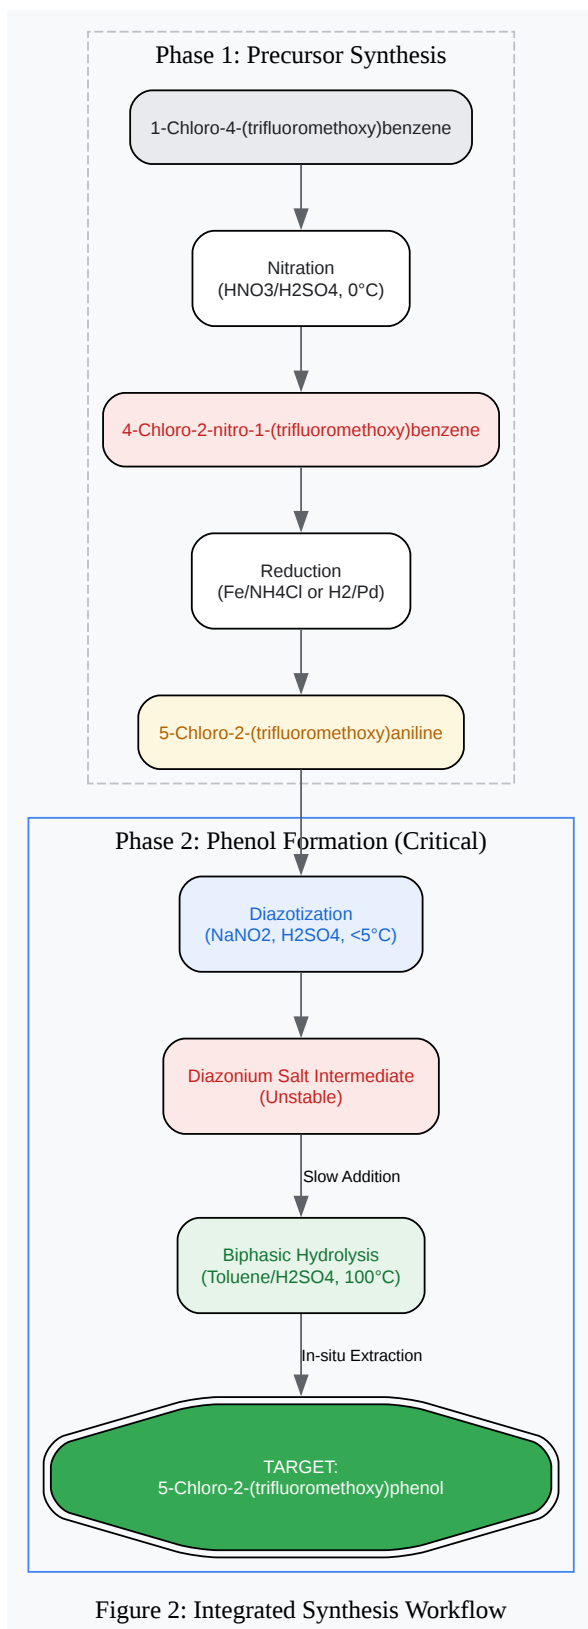 Phase 1: Precursor Synthesis
1-Chloro-4-(trifluoromethoxy)benzene
Nitration
(HNO3/H2SO4, 0°C)
4-Chloro-2-nitro-1-(trifluoromethoxy)benzene
Reduction
(Fe/NH4Cl or H2/Pd)
5-Chloro-2-(trifluoromethoxy)aniline
Phase 2: Phenol Formation (Critical)
Diazotization
(NaNO2, H2SO4, <5°C)
Diazonium Salt Intermediate
(Unstable)
Slow Addition
Biphasic Hydrolysis
(Toluene/H2SO4, 100°C)
In-situ Extraction
TARGET:
5-Chloro-2-(trifluoromethoxy)phenol
Figure 2: Integrated Synthesis Workflow